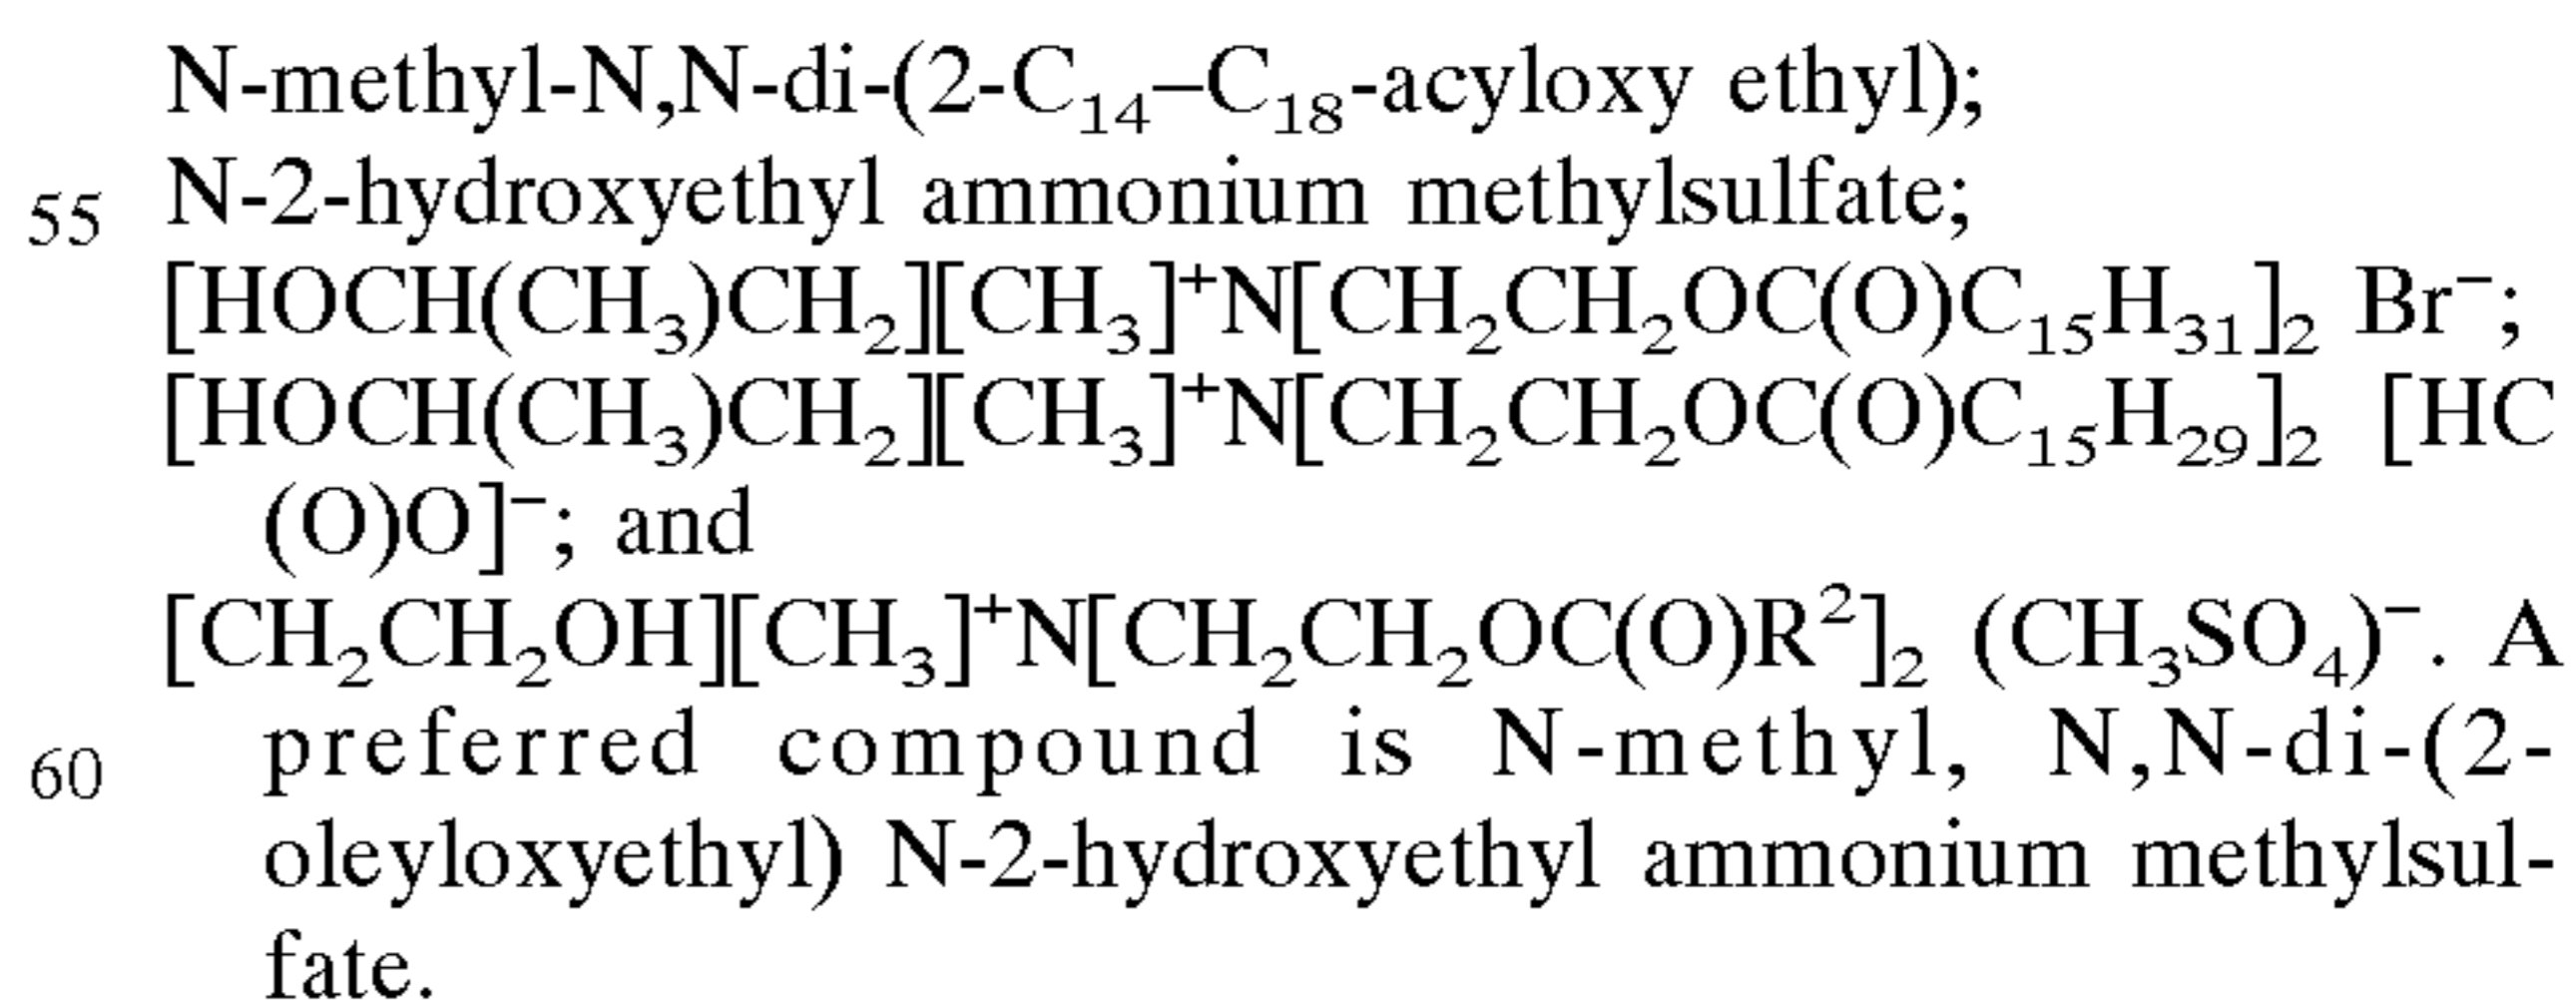 N-methyl-N,N-di-(2-C₁₄–C₁₈-acyloxy ethyl);
55 N-2-hydroxyethyl ammonium methylsulfate;
[HOCH(CH₃)CH₂][CH₃]⁺N[CH₂CH₂OC(O)C₁₅H₃₁]₂ Br⁻;
[HOCH(CH₃)CH₂][CH₃]⁺N[CH₂CH₂OC(O)C₁₅H₂₉]₂ [HC
(O)O]⁻; and
[CH₂CH₂OH][CH₃]⁺N[CH₂CH₂OC(O)R²]₂ (CH₃SO₄)⁻. A
60 preferred compound is N-methyl, N,N-di-(2-
oleyloxyethyl) N-2-hydroxyethyl ammonium methylsul-
fate.